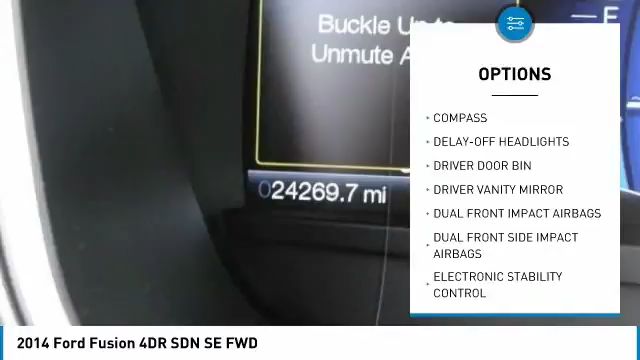 Buckle Up to
Unmute A
E
024269.7 mi
OPTIONS
COMPASS
DELAY-OFF HEADLIGHTS
DRIVER DOOR BIN
DRIVER VANITY MIRROR
DUAL FRONT IMPACT AIRBAGS
DUAL FRONT SIDE IMPACT
AIRBAGS
ELECTRONIC STABILITY
CONTROL
2014 Ford Fusion 4DR SDN SE FWD